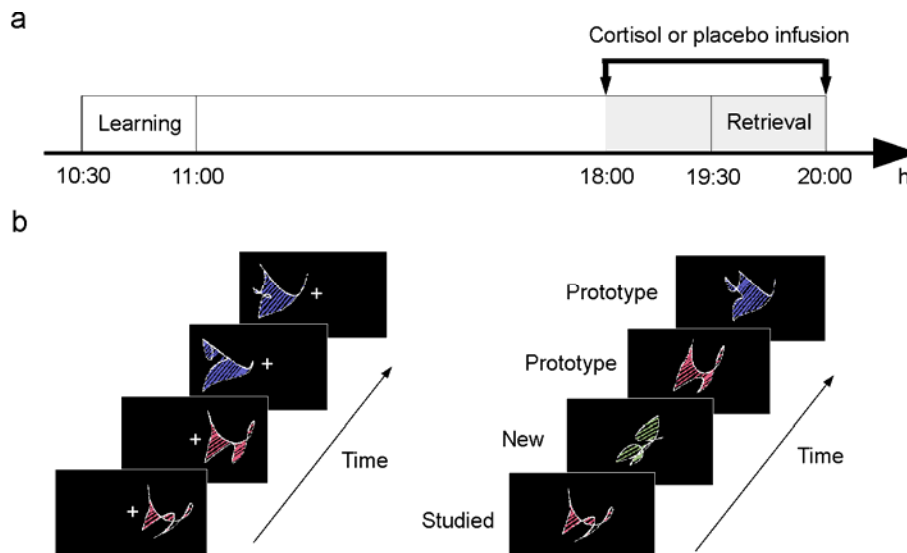 a
Cortisol or placebo infusion
Learning
Retrieval
10:30
11:00
18:00
19:30
20:00
h
b
Prototype
Prototype
New
Studied
Time
Time